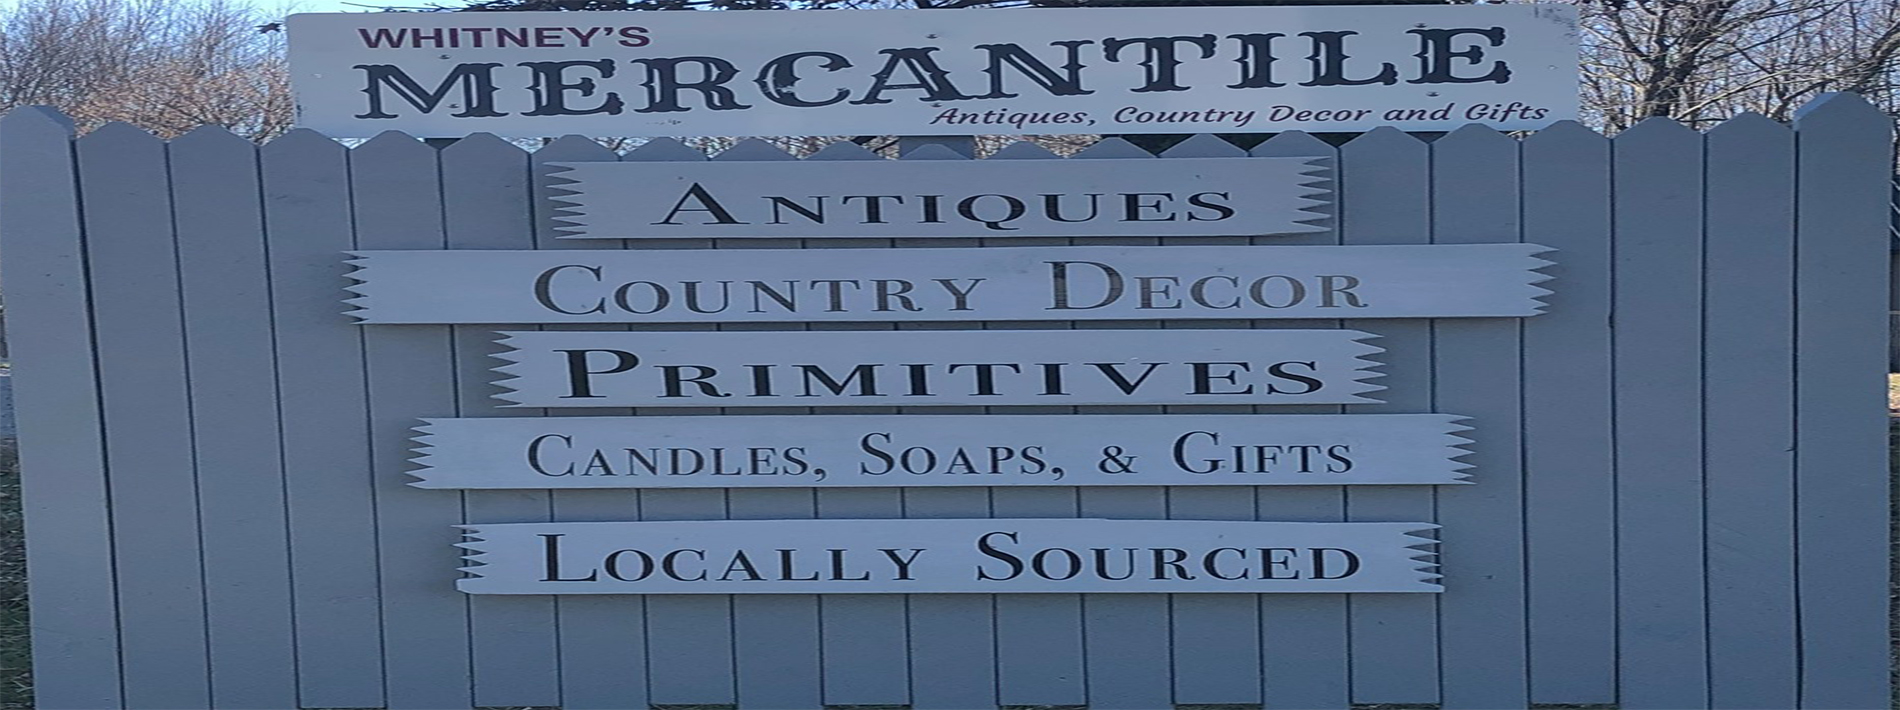 WHITNEY'S
MERCANTILE
Antiques, Country Decor and Gifts
ANTIQUES
COUNTRY DECOR
PRIMITIVES
CANDLES, SOAPS, & GIFTS
LOCALLY SOURCED